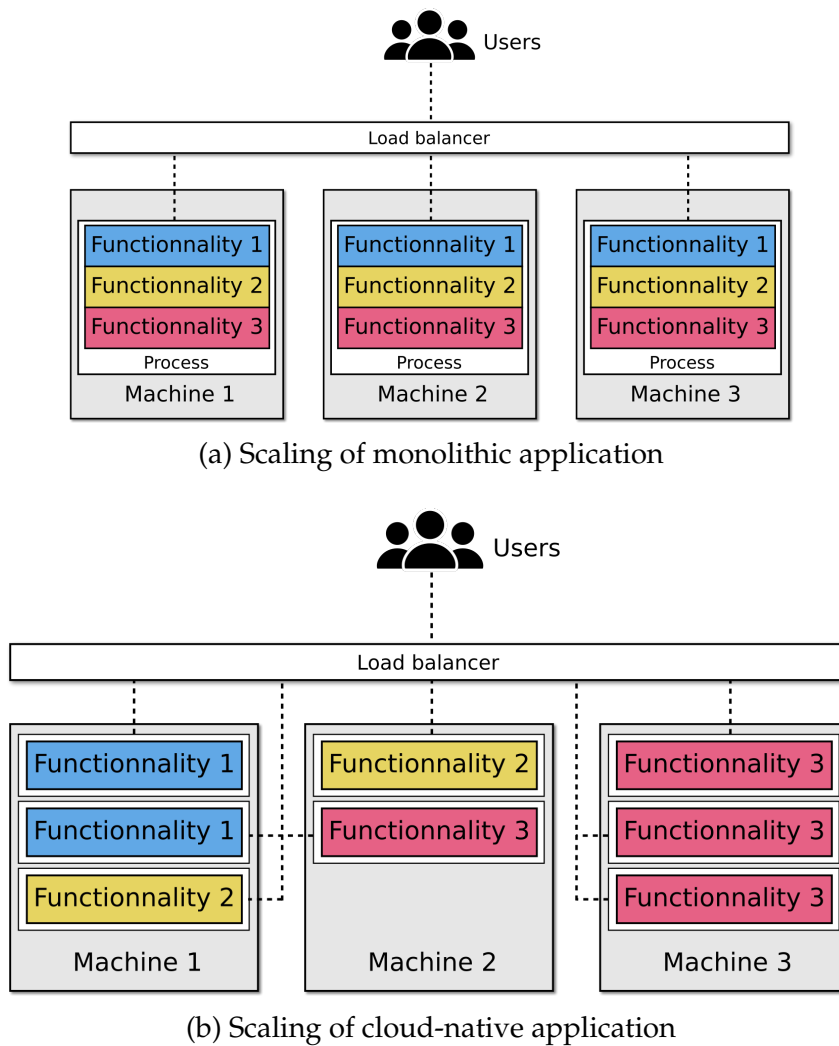 Users
Load balancer
Functionnality 1
Functionnality 2
Functionnality 3
Process
Machine 1
Functionnality 1
Functionnality 2
Functionnality 3
Process
Machine 2
Functionnality 1
Functionnality 2
Functionnality 3
Process
Machine 3
(a) Scaling of monolithic application
Users
Load balancer
Functionnality 1
Functionnality 1
Functionnality 2
Machine 1
Functionnality 2
Functionnality 3
Machine 2
Functionnality 3
Functionnality 3
Functionnality 3
Machine 3
(b) Scaling of cloud-native application